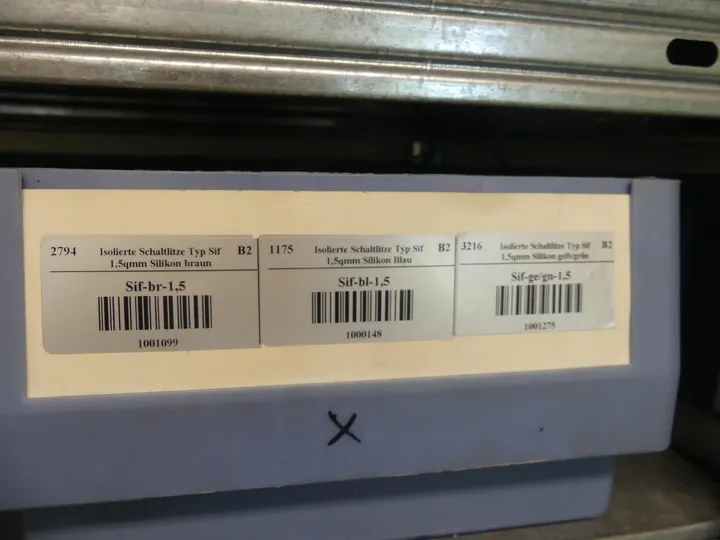 2794 Isolierte Schaltlitze Typ Sif B2
1,5qmm Silikon braun
Sif-br-1,5
1001099
1175 Isolierte Schaltlitze Typ Sif B2
1,5qmm Silikon Blau
Sif-bl-1,5
1000148
3216 Isolierte Schaltlitze Typ Sif B2
1,5qmm Silikon gelb/grün
Sif-ge/gn-1,5
1001275
X